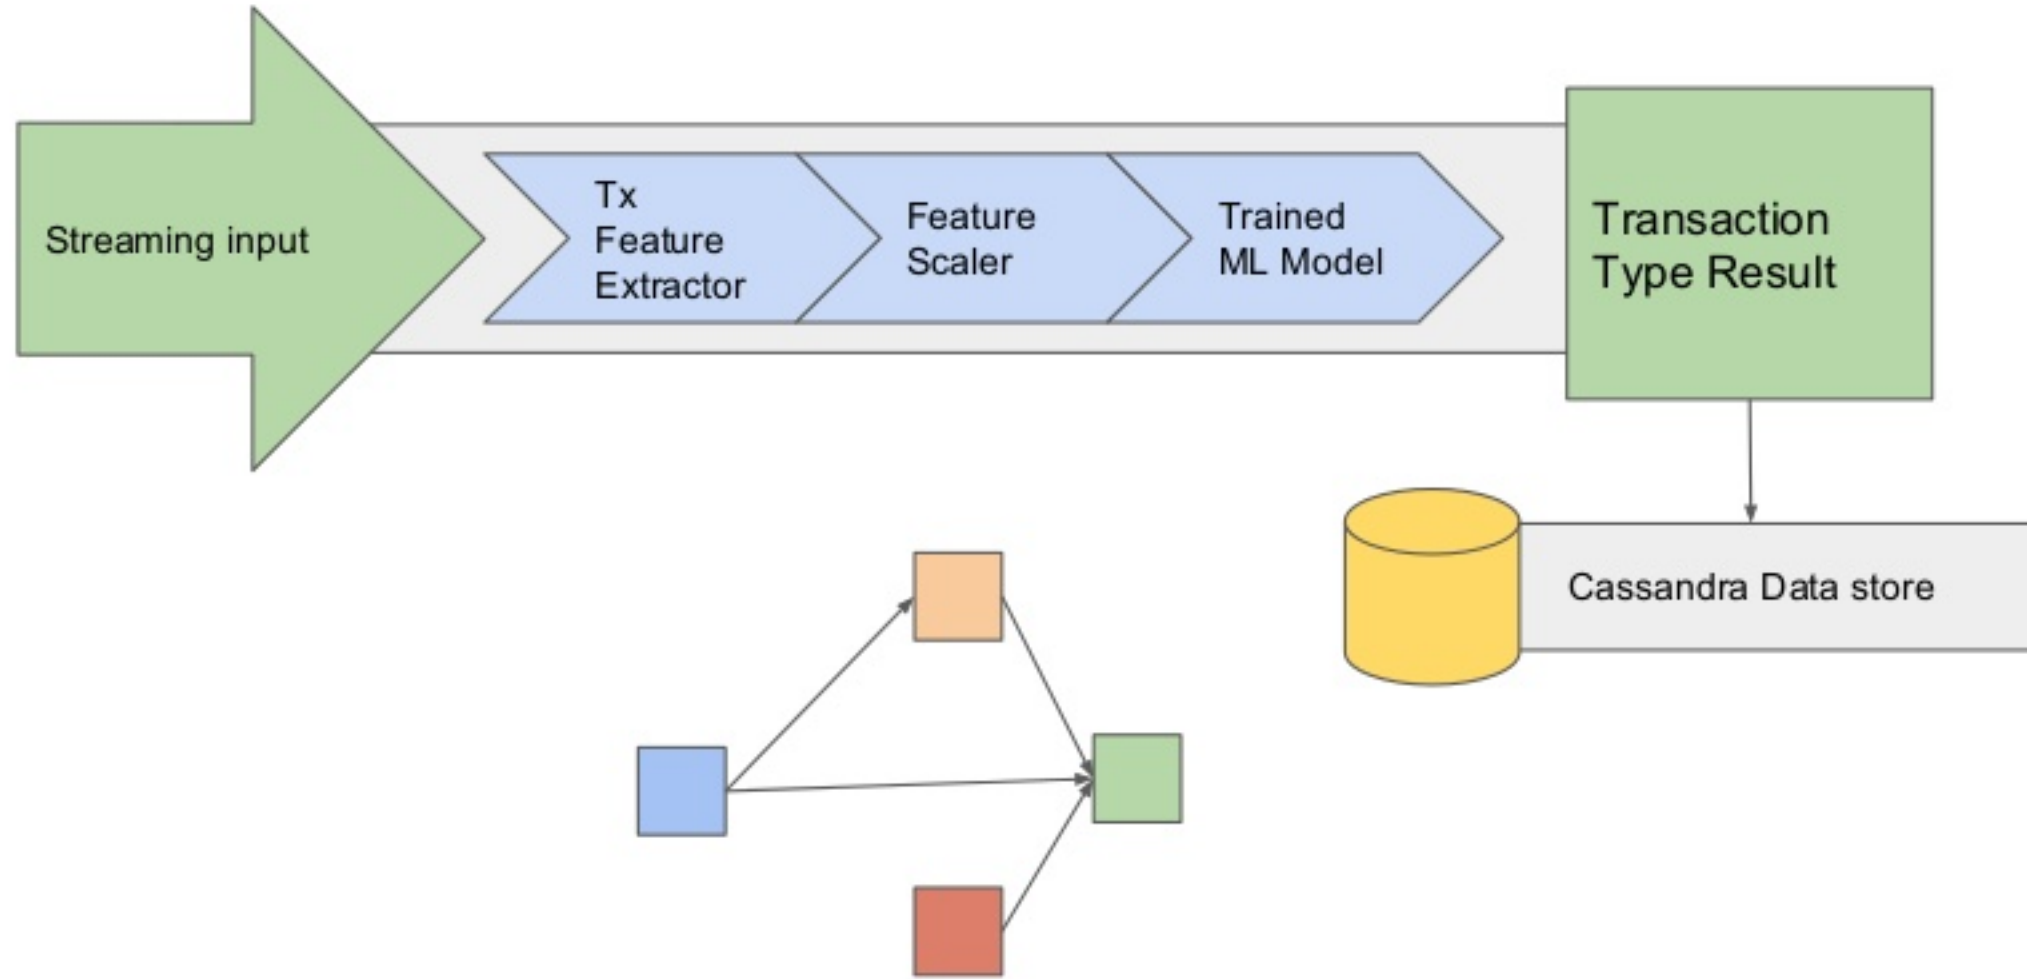 Streaming input
Tx
Feature
Extractor
Feature
Scaler
Trained
ML Model
Transaction
Type Result
Cassandra Data store